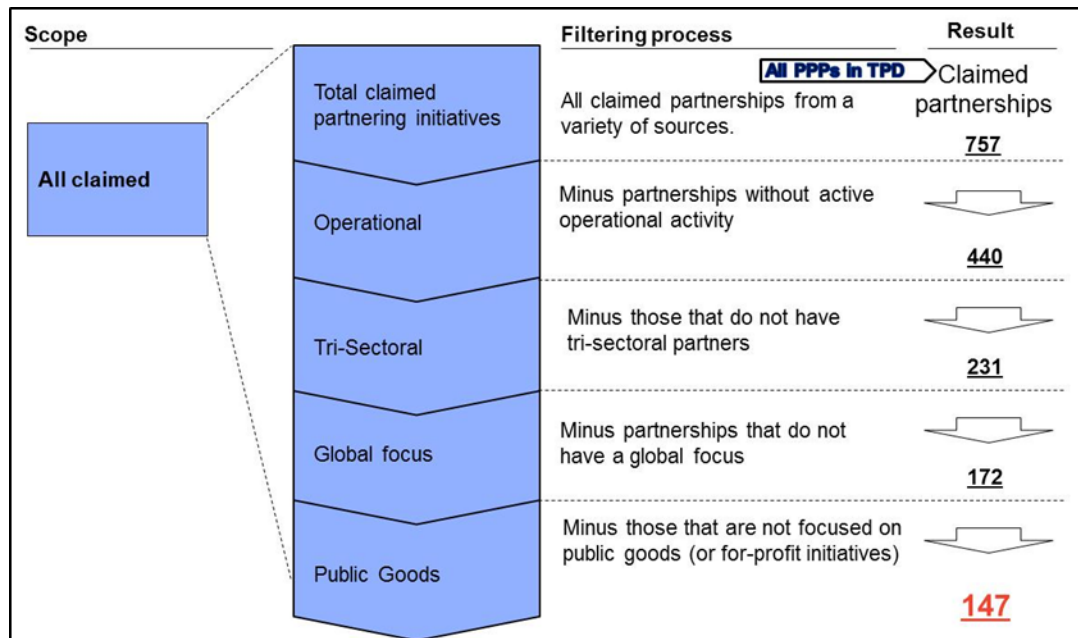 Scope
Filtering process
Result
All PPPs in TPD
Claimed
partnerships
Total claimed
partnering initiatives
All claimed partnerships from a
variety of sources.
757
All claimed
Operational
Minus partnerships without active
operational activity
440
Tri-Sectoral
Minus those that do not have
tri-sectoral partners
231
Global focus
Minus partnerships that do not
have a global focus
172
Public Goods
Minus those that are not focused on
public goods (or for-profit initiatives)
147